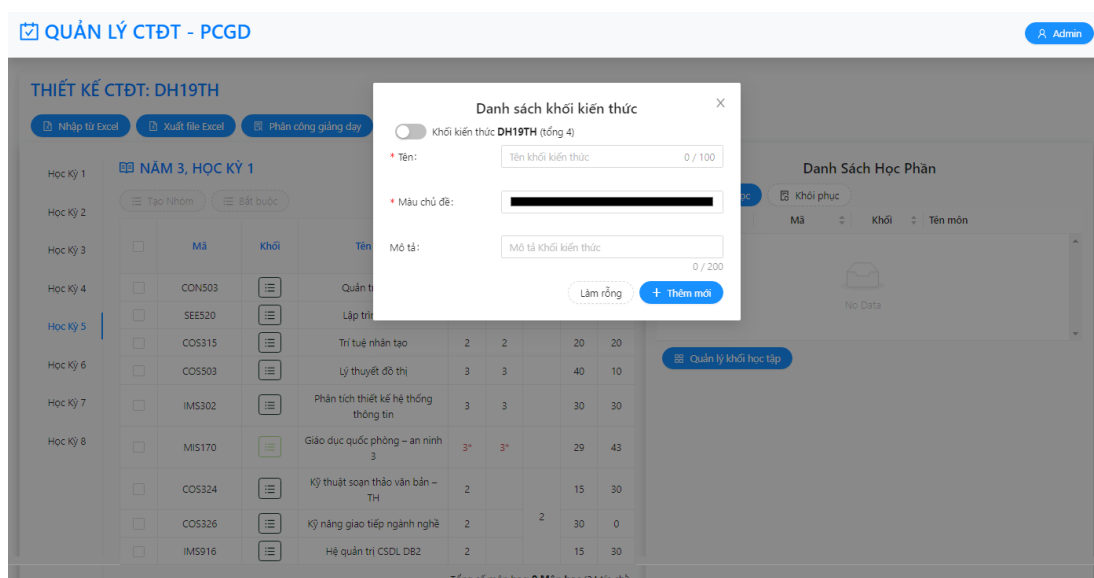 QUẢN LÝ CTĐT - PCGD
Admin
THIẾT KẾ CTĐT: DH19TH
Nhập từ Excel
Xuất file Excel
Phân công giảng dạy
Học Kỳ 1
Học Kỳ 2
Học Kỳ 3
Học Kỳ 4
Học Kỳ 5
Học Kỳ 6
Học Kỳ 7
Học Kỳ 8
NĂM 3, HỌC KỲ 1
Tạo Nhóm
Bắt buộc
Mã Khối Tên
CON503 Quản
SEE520 Lập
COS315 Trí tuệ nhân tạo 2 2 20 20
COS503 Lý thuyết đồ thị 3 3 40 10
IMS302 Phân tích thiết kế hệ thống
thông tin 3 3 30 30
MIS170 Giáo dục quốc phòng – an ninh
3 3* 3* 29 43
COS324 Kỹ thuật soạn thảo văn bản –
TH 2 15 30
2
COS326 Kỹ năng giao tiếp ngành nghề 2 30 0
IMS916 Hệ quản trị CSDL DB2 2 15 30
Danh sách khối kiến thức
Khối kiến thức DH19TH (tổng 4)
* Tên:
Tên khối kiến thức 0 / 100
* Màu chủ đề:
Mô tả:
Mô tả Khối kiến thức
0 / 200
Làm rỗng
+ Thêm mới
Danh Sách Học Phần
Khôi phục
Mã Khối Tên môn
No Data
Quản lý khối học tập